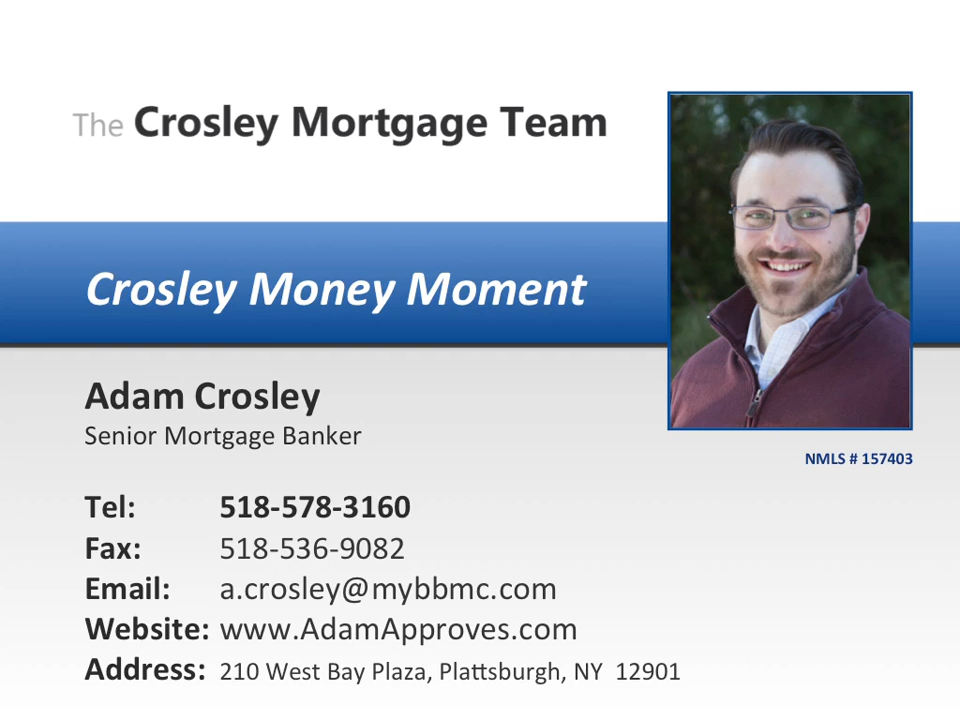 The Crosley Mortgage Team
Crosley Money Moment
Adam Crosley
Senior Mortgage Banker
NMLS # 157403
Tel: 518-578-3160
Fax: 518-536-9082
Email: a.crosley@mybbmc.com
Website: www.AdamApproves.com
Address: 210 West Bay Plaza, Plattsburgh, NY 12901